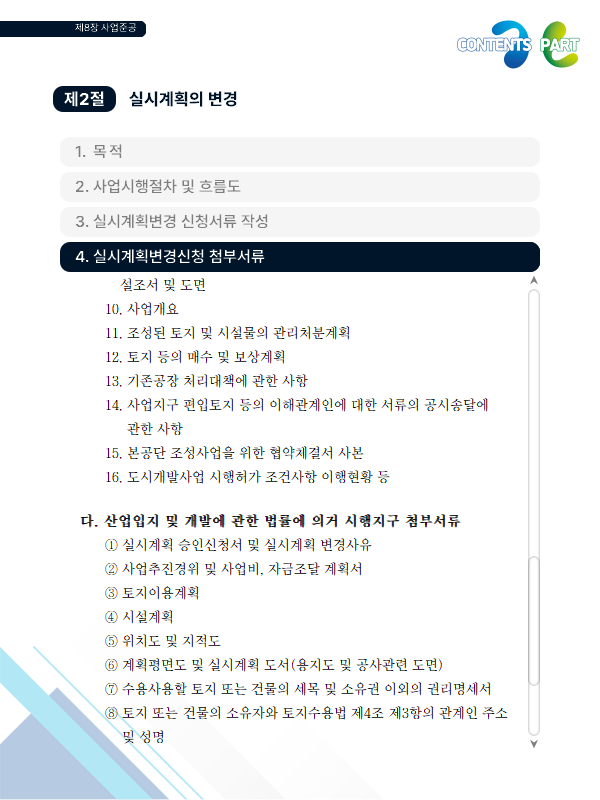 제8장 사업준공
CONTENTS PART
제2절 실시계획의 변경
1. 목적
2. 사업시행절차 및 흐름도
3. 실시계획변경 신청서류 작성
4. 실시계획변경신청 첨부서류
설조서 및 도면
10. 사업개요
11. 조성된 토지 및 시설물의 관리처분계획
12. 토지 등의 매수 및 보상계획
13. 기존공장 처리대책에 관한 사항
14. 사업지구 편입토지 등의 이해관계인에 대한 서류의 공시송달에
관한 사항
15. 본공단 조성사업을 위한 협약체결서 사본
16. 도시개발사업 시행허가 조건사항 이행현황 등
다. 산업입지 및 개발에 관한 법률에 의거 시행지구 첨부서류
① 실시계획 승인신청서 및 실시계획 변경사유
② 사업추진경위 및 사업비, 자금조달 계획서
③ 토지이용계획
④ 시설계획
⑤ 위치도 및 지적도
⑥ 계획평면도 및 실시계획 도서(용지도 및 공사관련 도면)
⑦ 수용사용할 토지 또는 건물의 세목 및 소유권 이외의 권리명세서
⑧ 토지 또는 건물의 소유자와 토지수용법 제4조 제3항의 관계인 주소
및 성명